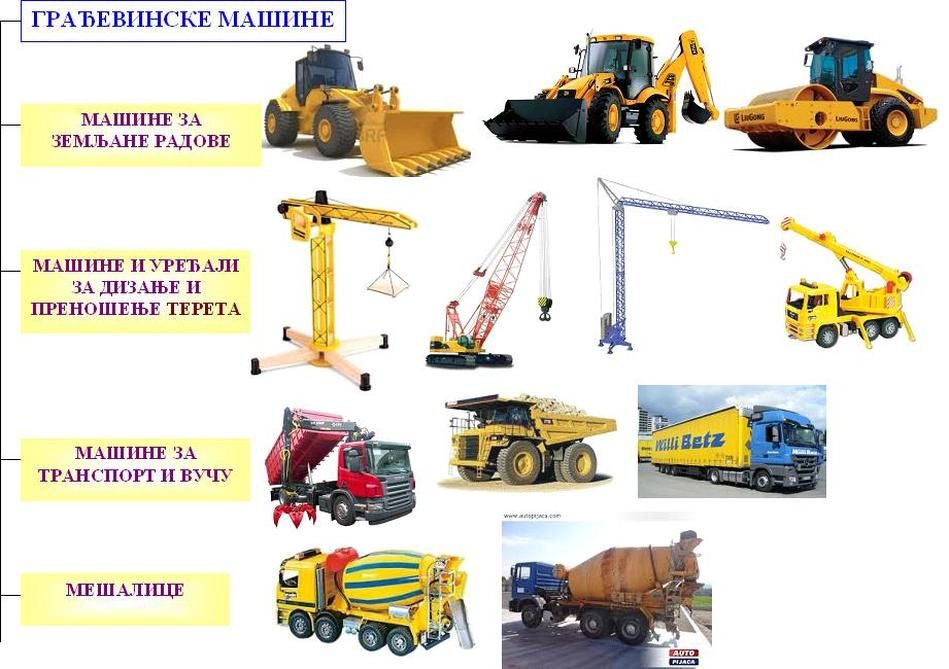 ГРАЂЕВИНСКЕ МАШИНЕ
МАШИНЕ ЗА
ЗЕМЉАНЕ РАДОВЕ
LIUGONG
LIUGONG
МАШИНЕ И УРЕЂАЈИ
ЗА ДИЗАЊЕ И
ПРЕНОШЕЊЕ ТЕРЕТА
МАШИНЕ ЗА
ТРАНСПОРТ И ВУЧУ
Willi Betz
www.autopijaca.com
МЕШАЛИЦЕ
AUTO
PIJACA